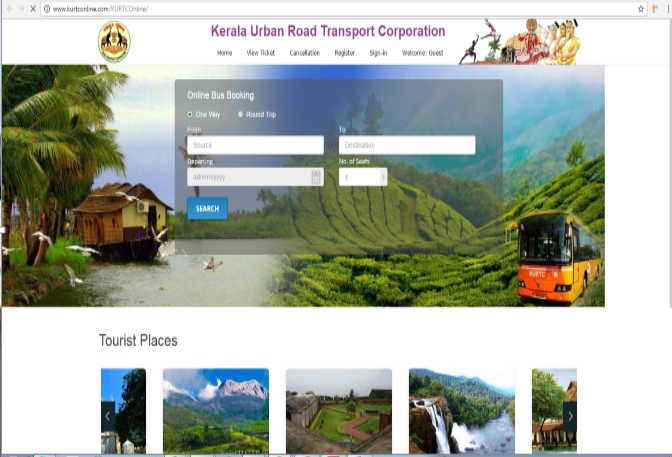 www.kurtconline.com/KURTCOnline/
Kerala Urban Road Transport Corporation
Home View Ticket Cancellation Register Sign-in Welcome: Guest
Online Bus Booking
One Way Round Trip
From To
Source Destination
Departing No. of Seats
dd/mm/yyyy 1
SEARCH
KURTC
Tourist Places